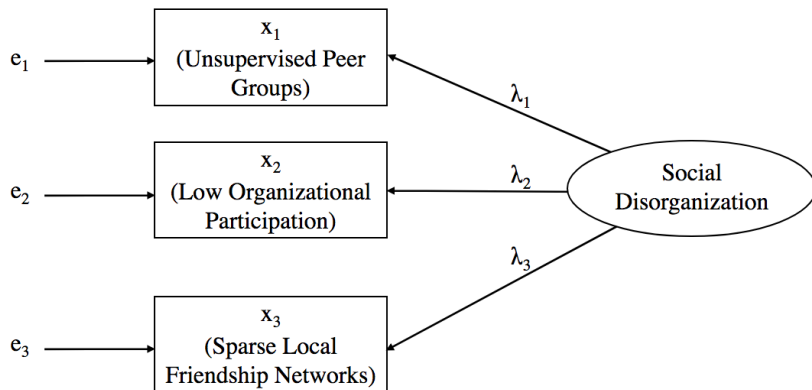 e₁
x₁
(Unsupervised Peer
Groups)
λ₁
e₂
x₂
(Low Organizational
Participation)
λ₂
Social
Disorganization
e₃
x₃
(Sparse Local
Friendship Networks)
λ₃